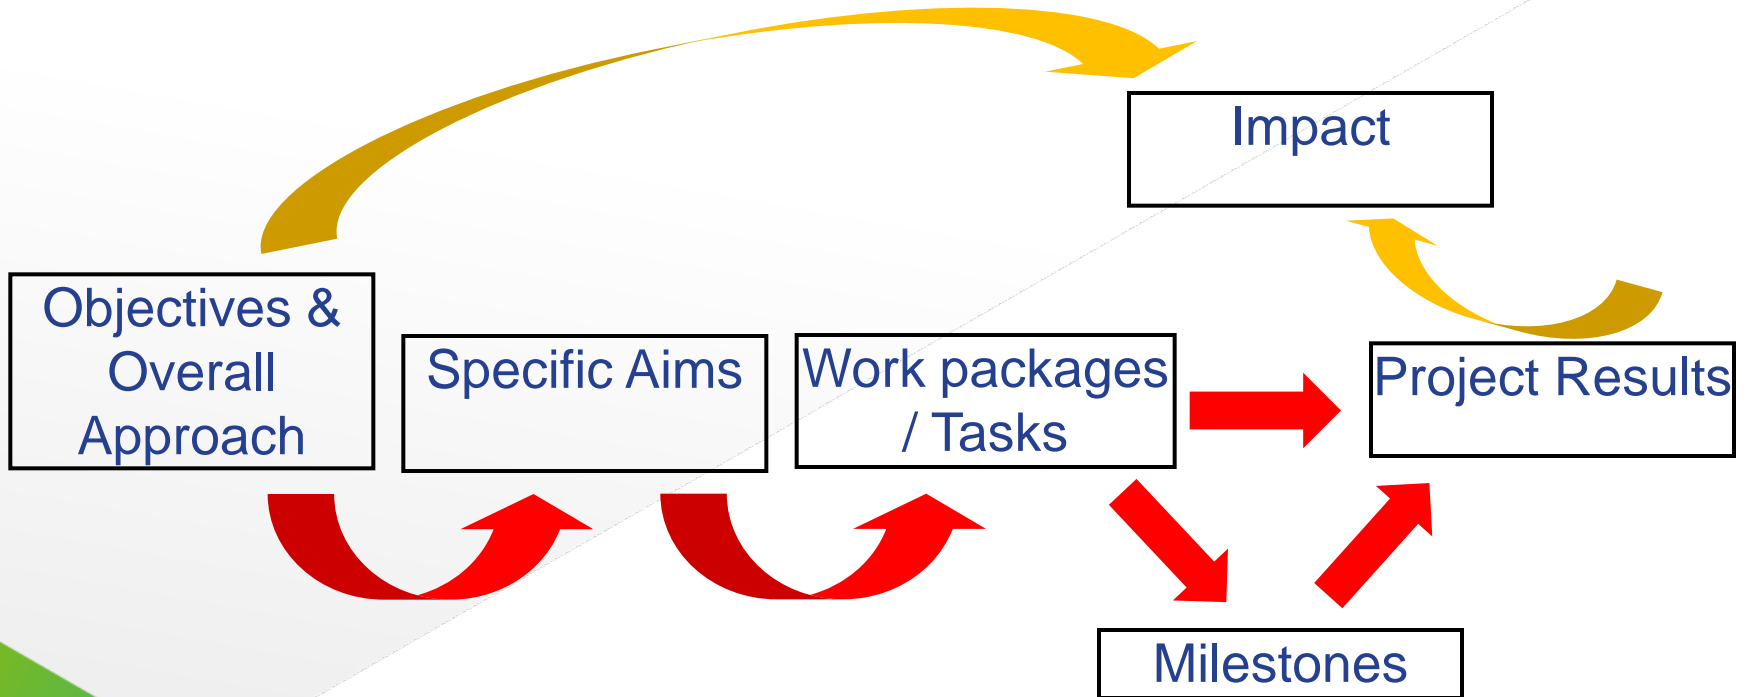 Impact
Objectives &
Overall
Approach
Specific Aims
Work packages
/ Tasks
Project Results
Milestones